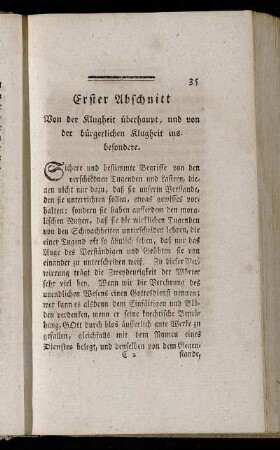 35
Erster Abschnitt
Von der Klugheit überhaupt, und von
der bürgerlichen Klugheit ins
besondere.
Sichere und bestimmte Begriffe von den
verschiednen Tugenden und Lastern, die-
nen nicht nur dazu, daß sie unserm Verstande,
den sie unterrichten sollen, etwas gewisses vor-
halten: sondern sie haben ausserdem den mora-
lischen Nutzen, daß sie die wirklichen Tugenden
von den Schwachheiten unterscheiden lehren, die
einer Tugend oft so ähnlich sehen, daß nur das
Auge des Verständigen und Geübten sie von
einander zu unterscheiden weiß. Zu dieser Ver-
wirrung trägt die Zweydeutigkeit der Wörter
sehr viel bey. Wenn wir die Verehrung des
unendlichen Wesens einen Gottesdienst nennen;
wer kann es alsdenn dem Einfältigen und Blö-
den verdenken, wenn er seine knechtische Bemü-
hung, GOtt durch blos äusserlich gute Werke zu
gefallen, gleichfalls mit dem Namen eines
Dienstes belegt, und denselben von dem Gegen-
C 2 stande,